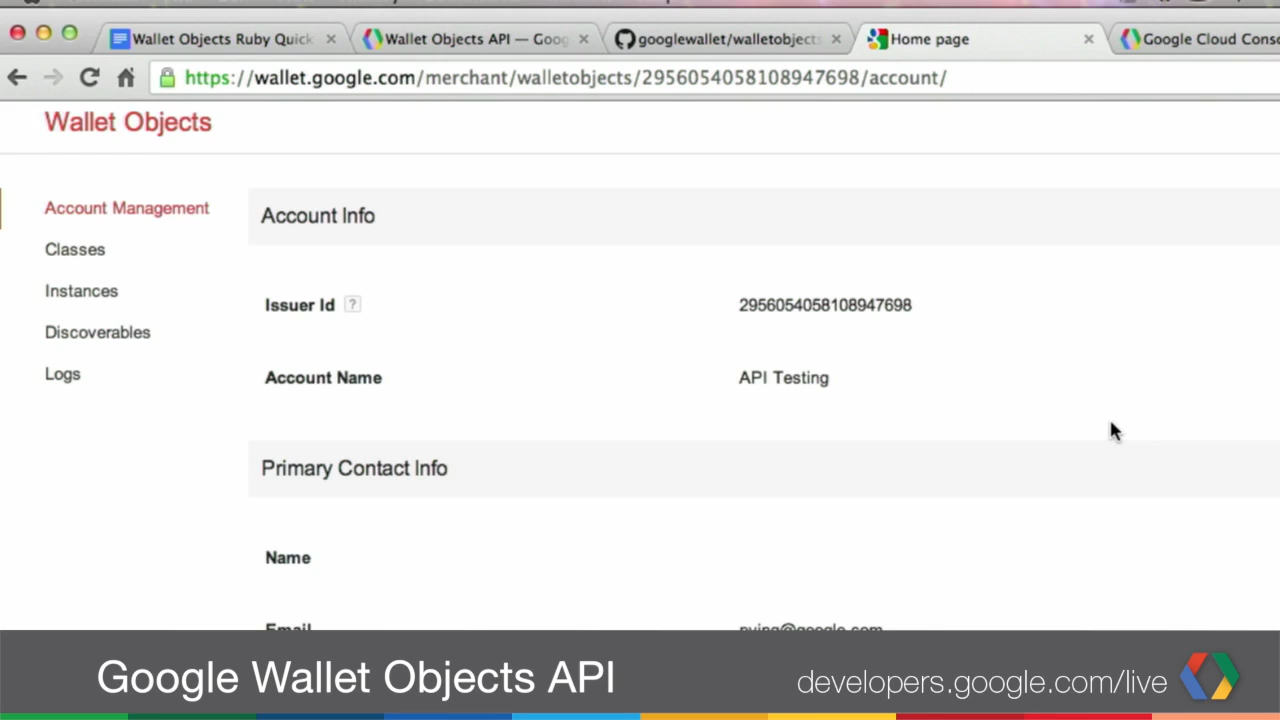 Wallet Objects Ruby Quick
Wallet Objects API — Goog
googlewallet/walletobjects
Home page
Google Cloud Conso
https://wallet.google.com/merchant/walletobjects/2956054058108947698/account/
Wallet Objects
Account Management
Classes
Instances
Discoverables
Logs
Account Info
Issuer Id ?
2956054058108947698
Account Name
API Testing
Primary Contact Info
Name
Email
Google Wallet Objects API
developers.google.com/live